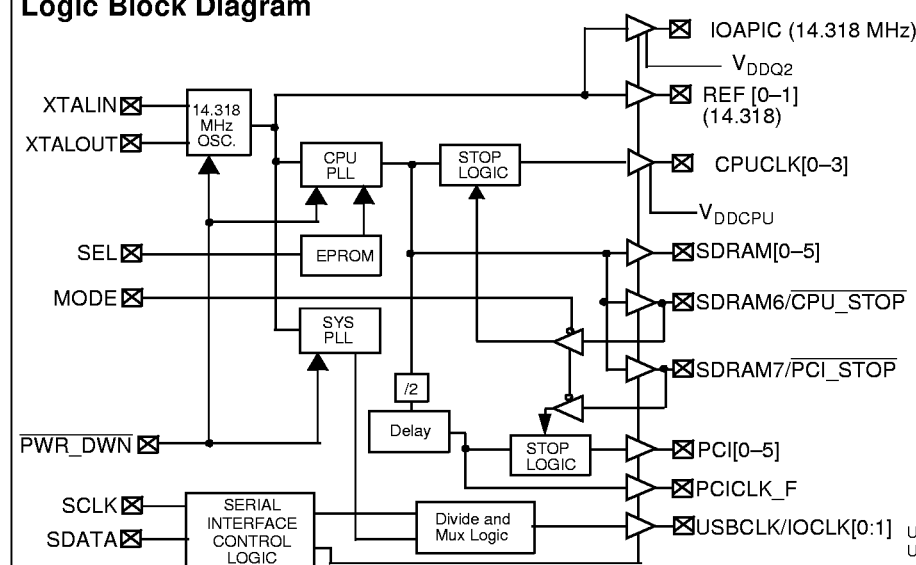 Logic Block Diagram
IOAPIC (14.318 MHz)
VDDQ2
XTALIN
14.318
MHz
OSC.
REF [0–1]
(14.318)
XTALOUT
CPU
PLL
STOP
LOGIC
CPUCLK[0–3]
VDDCPU
SEL
EPROM
SDRAM[0–5]
MODE
SDRAM6/CPU_STOP
SYS
PLL
SDRAM7/PCI_STOP
/2
PWR_DWN
Delay
STOP
LOGIC
PCI[0–5]
PCICLK_F
SCLK
SDATA
SERIAL
INTERFACE
CONTROL
LOGIC
Divide and
Mux Logic
USBCLK/IOCLK[0:1]
U
U